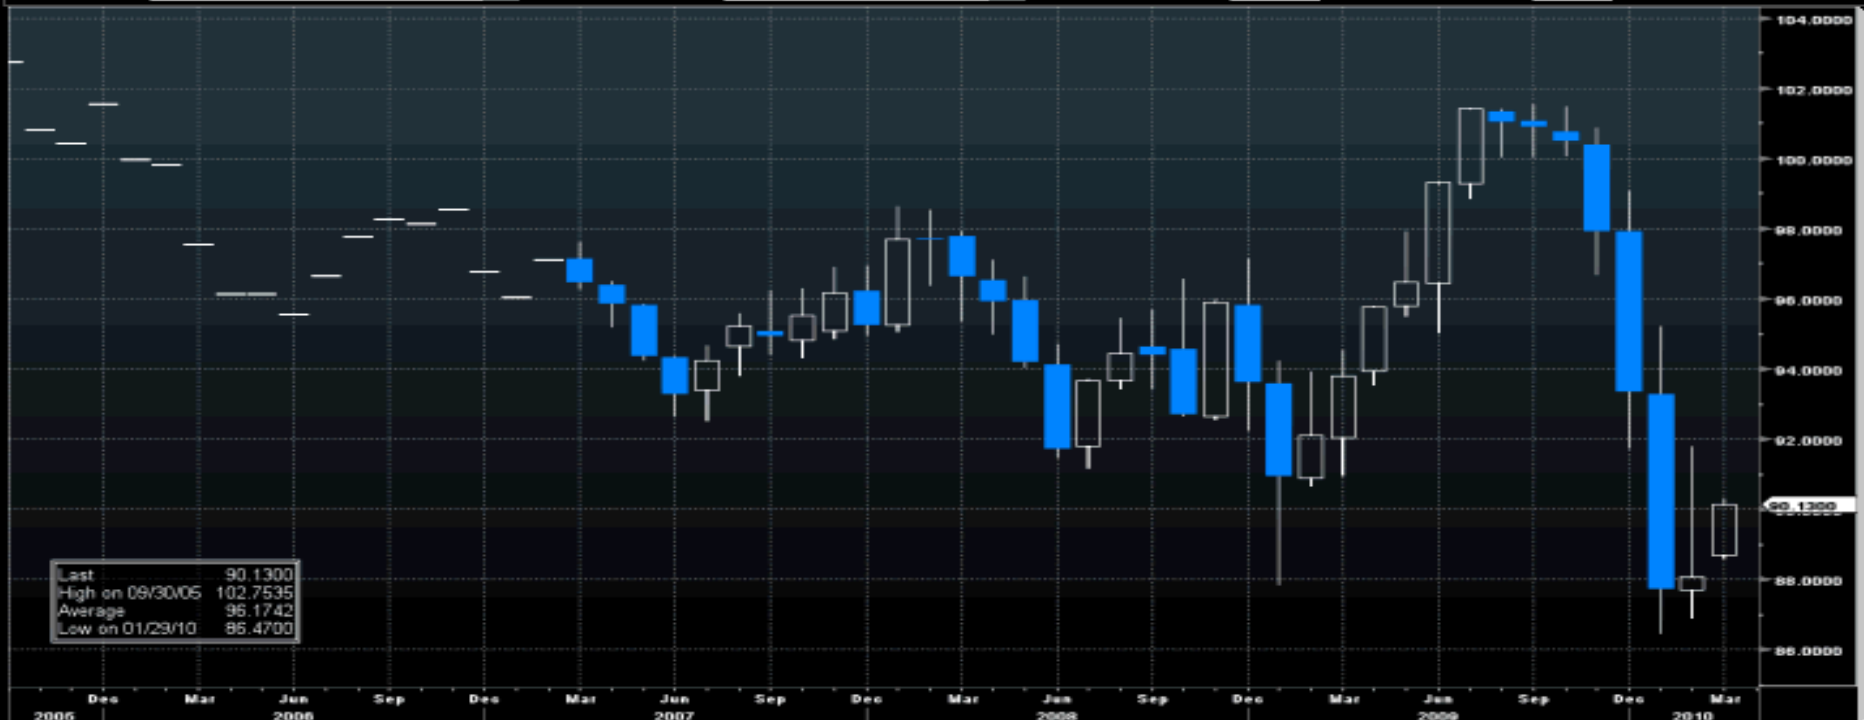 104.0000
102.0000
100.0000
98.0000
96.0000
94.0000
92.0000
90.1300
88.0000
86.0000
Last 90.1300
High on 09/30/05 102.7535
Average 96.1742
Low on 01/29/10 86.4700
Dec Mar Jun Sep Dec Mar Jun Sep Dec Mar Jun Sep Dec Mar Jun Sep Dec Mar
2005 2006 2007 2008 2009 2010